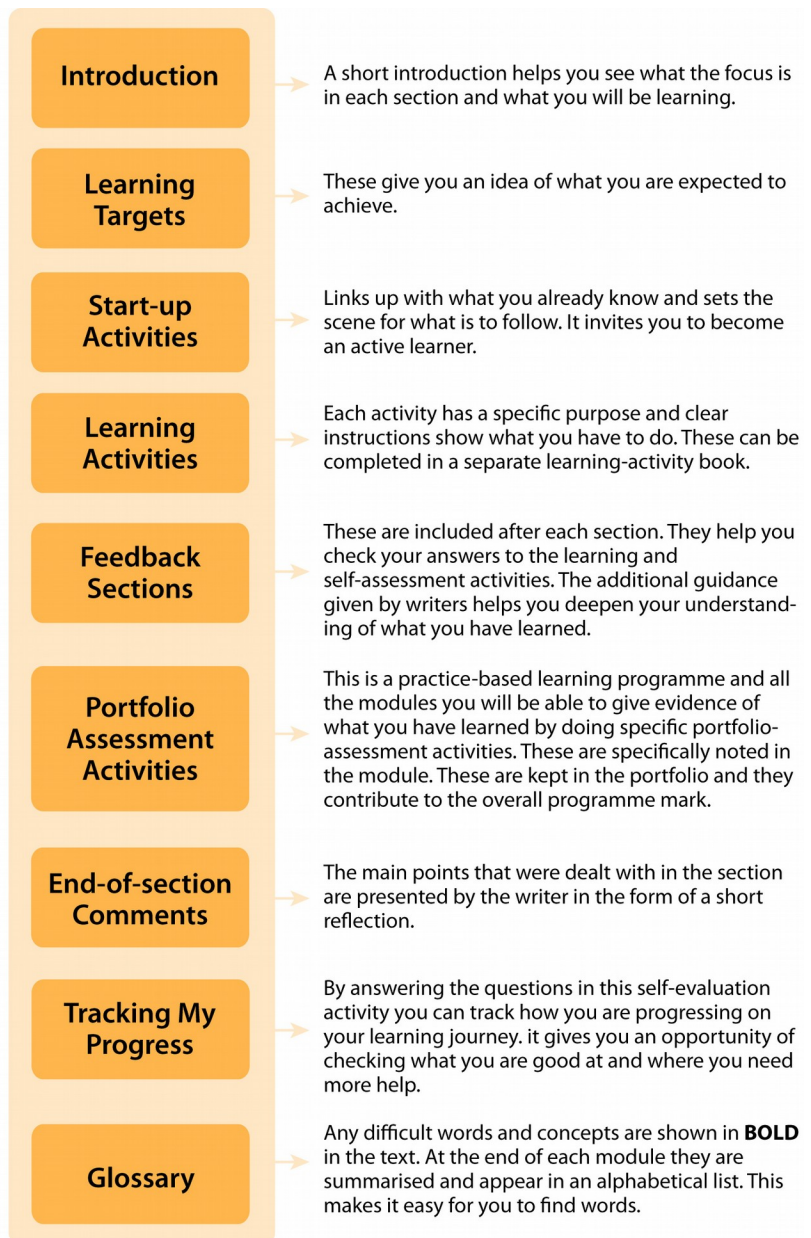 Introduction
A short introduction helps you see what the focus is
in each section and what you will be learning.
Learning
Targets
These give you an idea of what you are expected to
achieve.
Start-up
Activities
Links up with what you already know and sets the
scene for what is to follow. It invites you to become
an active learner.
Learning
Activities
Each activity has a specific purpose and clear
instructions show what you have to do. These can be
completed in a separate learning-activity book.
Feedback
Sections
These are included after each section. They help you
check your answers to the learning and
self-assessment activities. The additional guidance
given by writers helps you deepen your understand-
ing of what you have learned.
Portfolio
Assessment
Activities
This is a practice-based learning programme and all
the modules you will be able to give evidence of
what you have learned by doing specific portfolio-
assessment activities. These are specifically noted in
the module. These are kept in the portfolio and they
contribute to the overall programme mark.
End-of-section
Comments
The main points that were dealt with in the section
are presented by the writer in the form of a short
reflection.
Tracking My
Progress
By answering the questions in this self-evaluation
activity you can track how you are progressing on
your learning journey. it gives you an opportunity of
checking what you are good at and where you need
more help.
Glossary
Any difficult words and concepts are shown in BOLD
in the text. At the end of each module they are
summarised and appear in an alphabetical list. This
makes it easy for you to find words.